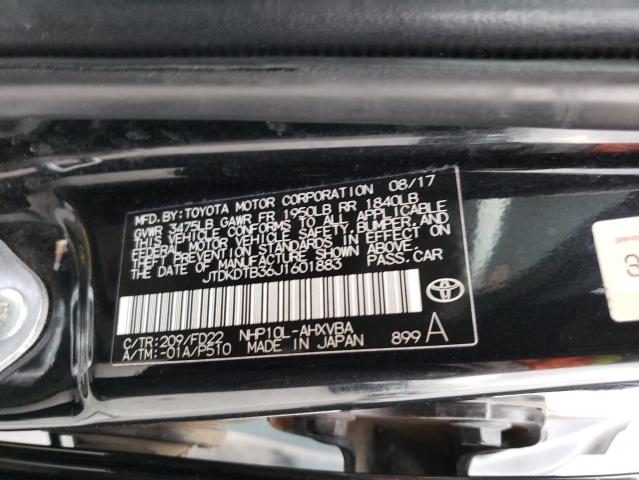 MFD.BY:TOYOTA MOTOR CORPORATION 08/17
GVWR 3475LB GAWR FR 1950LB RR 1840LB
THIS VEHICLE CONFORMS TO ALL APPLICABLE
FEDERAL MOTOR VEHICLE SAFETY, BUMPER, AND
THEFT PREVENTION STANDARDS IN EFFECT ON
THE DATE OF MANUFACTURE SHOWN ABOVE.
JTDKDTB36J1601883 PASS.CAR
C/TR:209/FD22 NHP10L-AHXVBA
A/TM:-01A/P510 MADE IN JAPAN 899 A
TOYOTA
3